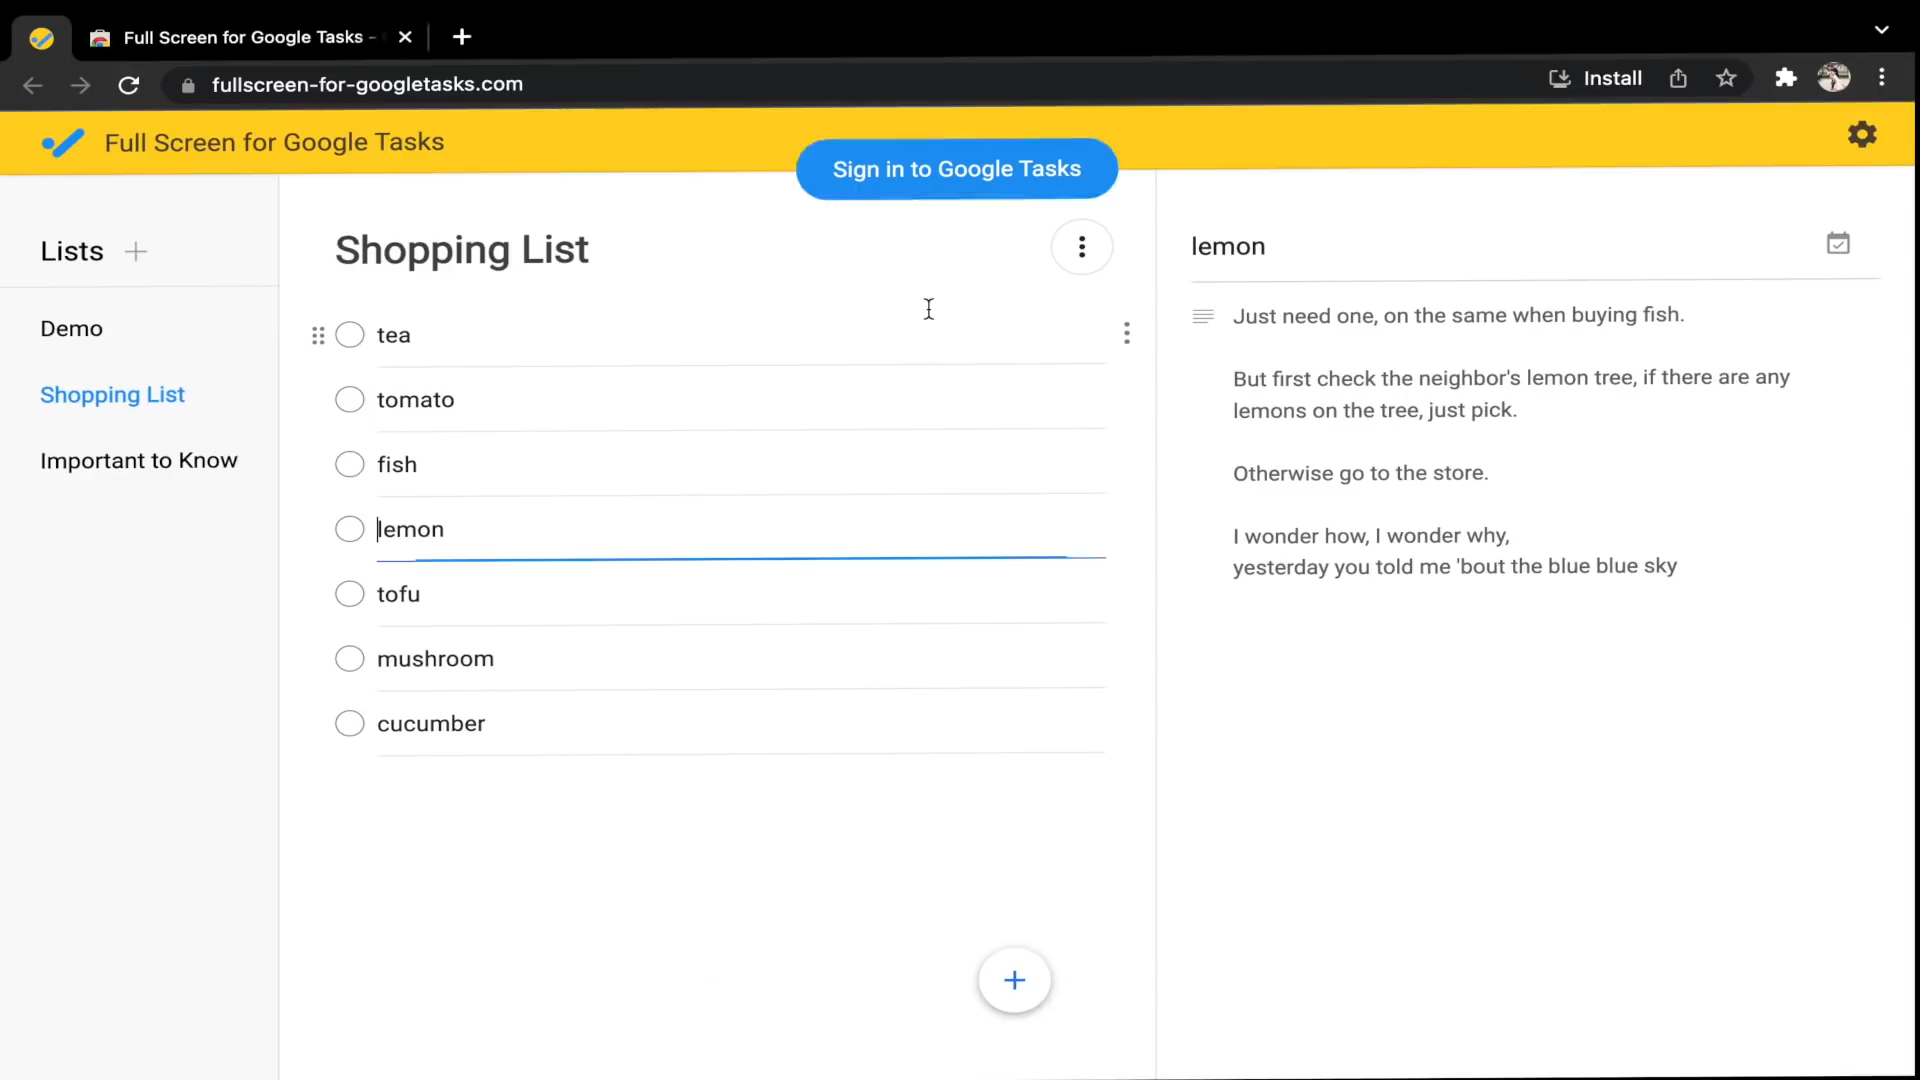 Full Screen for Google Tasks -
fullscreen-for-googletasks.com
Install
Full Screen for Google Tasks
Sign in to Google Tasks
Lists
Demo
Shopping List
Important to Know
Shopping List
tea
tomato
fish
lemon
tofu
mushroom
cucumber
lemon
Just need one, on the same when buying fish.
But first check the neighbor's lemon tree, if there are any
lemons on the tree, just pick.
Otherwise go to the store.
I wonder how, I wonder why,
yesterday you told me 'bout the blue blue sky